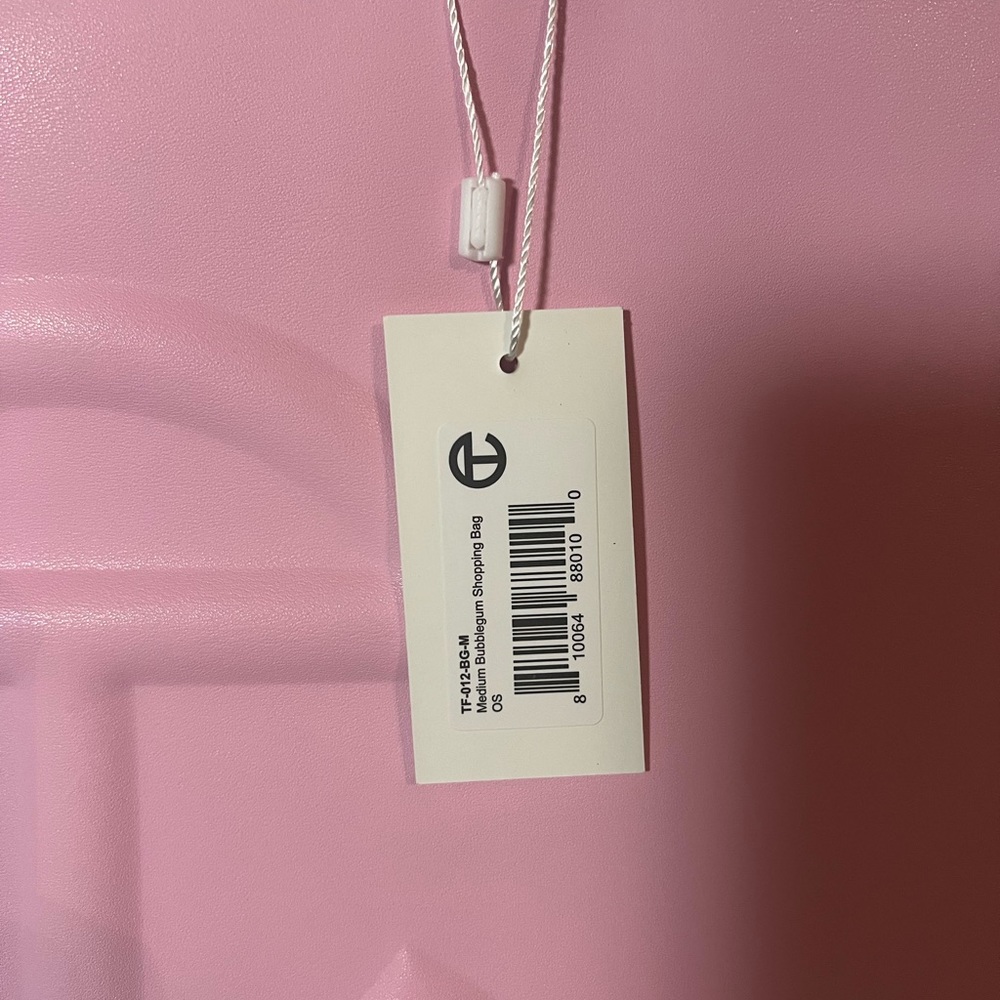 TF-012-BG-M
Medium Bubblegum Shopping Bag
OS
8 10064 88010 0